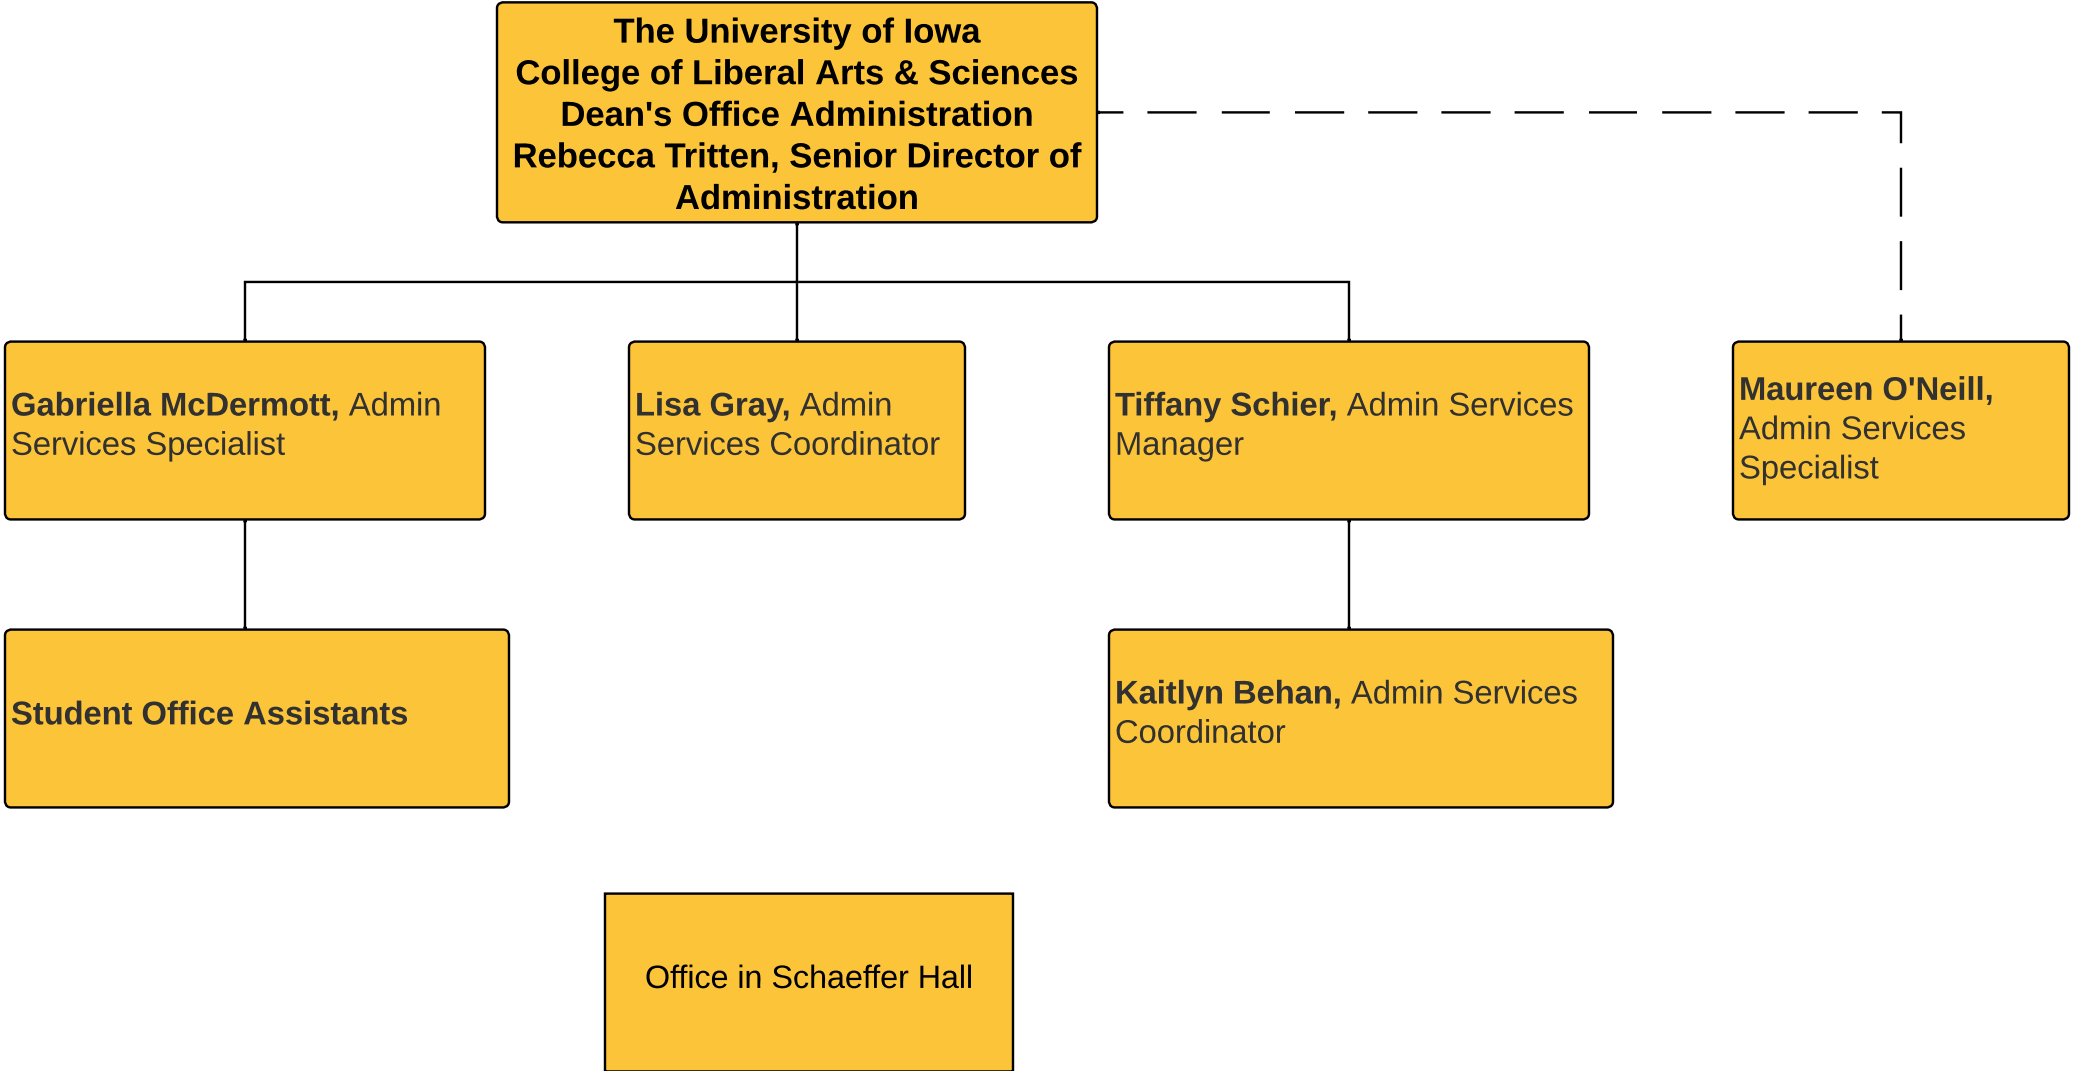 The University of Iowa
College of Liberal Arts & Sciences
Dean's Office Administration
Rebecca Tritten, Senior Director of
Administration
Gabriella McDermott, Admin
Services Specialist
Lisa Gray, Admin
Services Coordinator
Tiffany Schier, Admin Services
Manager
Maureen O'Neill,
Admin Services
Specialist
Student Office Assistants
Kaitlyn Behan, Admin Services
Coordinator
Office in Schaeffer Hall